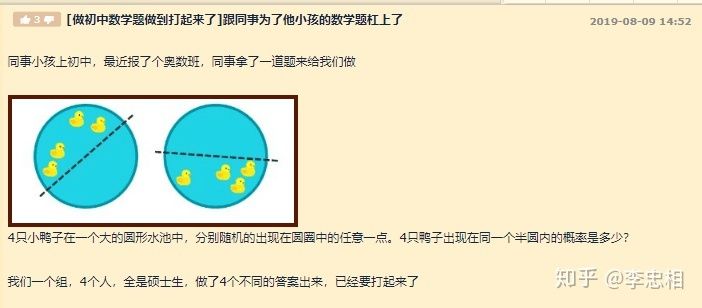 3
[做初中数学题做到打起来了]跟同事为了他小孩的数学题杠上了
2019-08-09 14:52
同事小孩上初中，最近报了个奥数班，同事拿了一道题来给我们做
4只小鸭子在一个大的圆形水池中，分别随机的出现在圆圈中的任意一点。4只鸭子出现在同一个半圆内的概率是多少？
我们一个组，4个人，全是硕士生，做了4个不同的答案出来，已经要打起来了
知乎 @李忠相